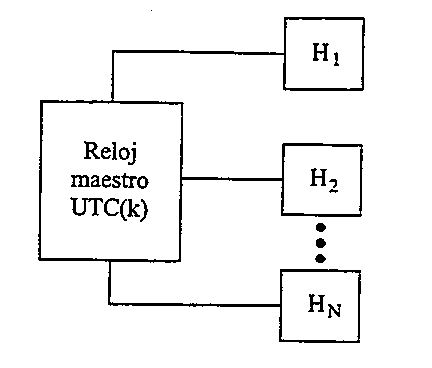 H1
Reloj
maestro
UTC(k)
H2
HN